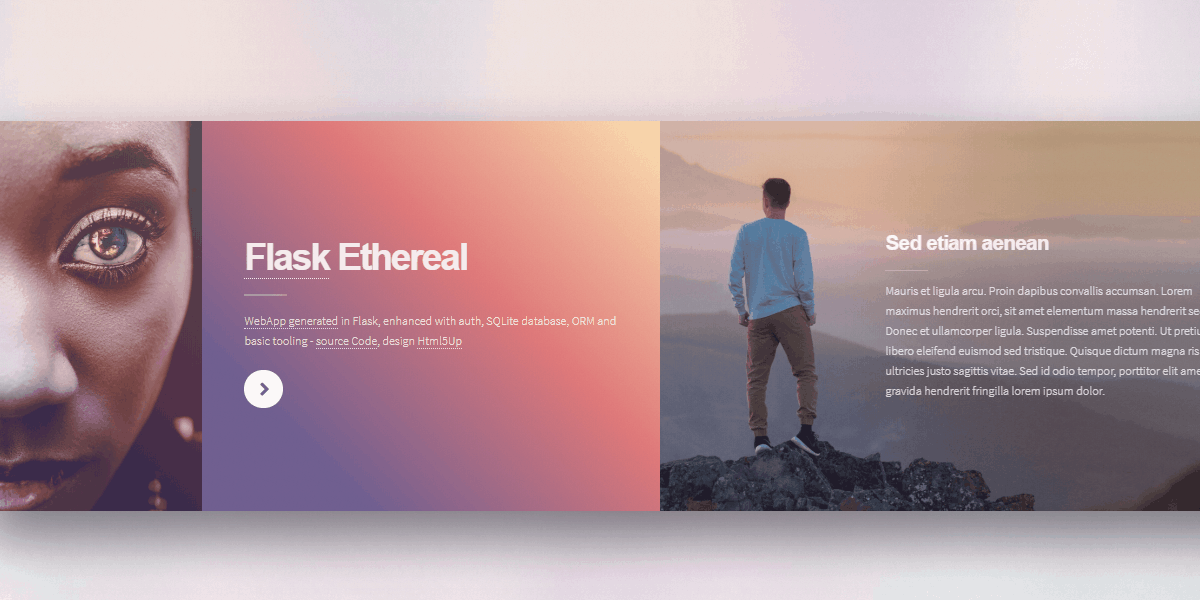 Flask Ethereal
WebApp generated in Flask, enhanced with auth, SQLite database, ORM and
basic tooling - source Code, design Html5Up
Sed etiam aenean
Mauris et ligula arcu. Proin dapibus convallis accumsan. Lorem
maximus hendrerit orci, sit amet elementum massa hendrerit se
Donec et ullamcorper ligula. Suspendisse amet potenti. Ut pretiu
libero eleifend euismod sed tristique. Quisque dictum magna ris
ultricies justo sagittis vitae. Sed id odio tempor, porttitor elit ame
gravida hendrerit fringilla lorem ipsum dolor.